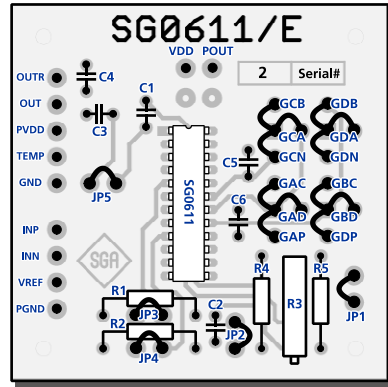 SG0611/E
VDD POUT
2 Serial#
OUTR
OUT
PVDD
TEMP
GND
C4
C3
C1
JP5
SG0611
C5
C6
GCB
GCA
GCN
GDB
GDA
GDN
GAC
GAD
GAP
GBC
GBD
GDP
INP
INN
VREF
PGND
SGA
R1
JP3
R2
JP4
C2
JP2
R4
R3
R5
JP1